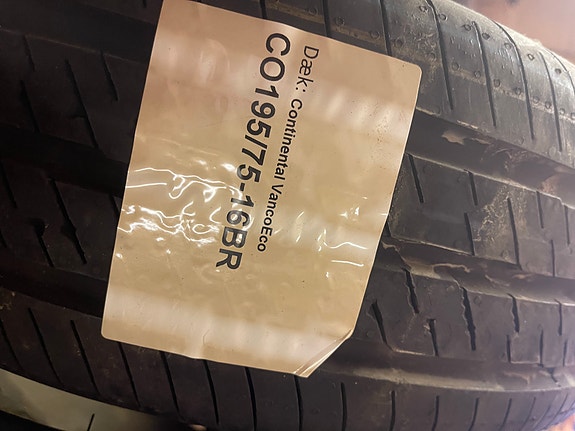 Dæk: Continental VancoEco
CO195/75-16BR